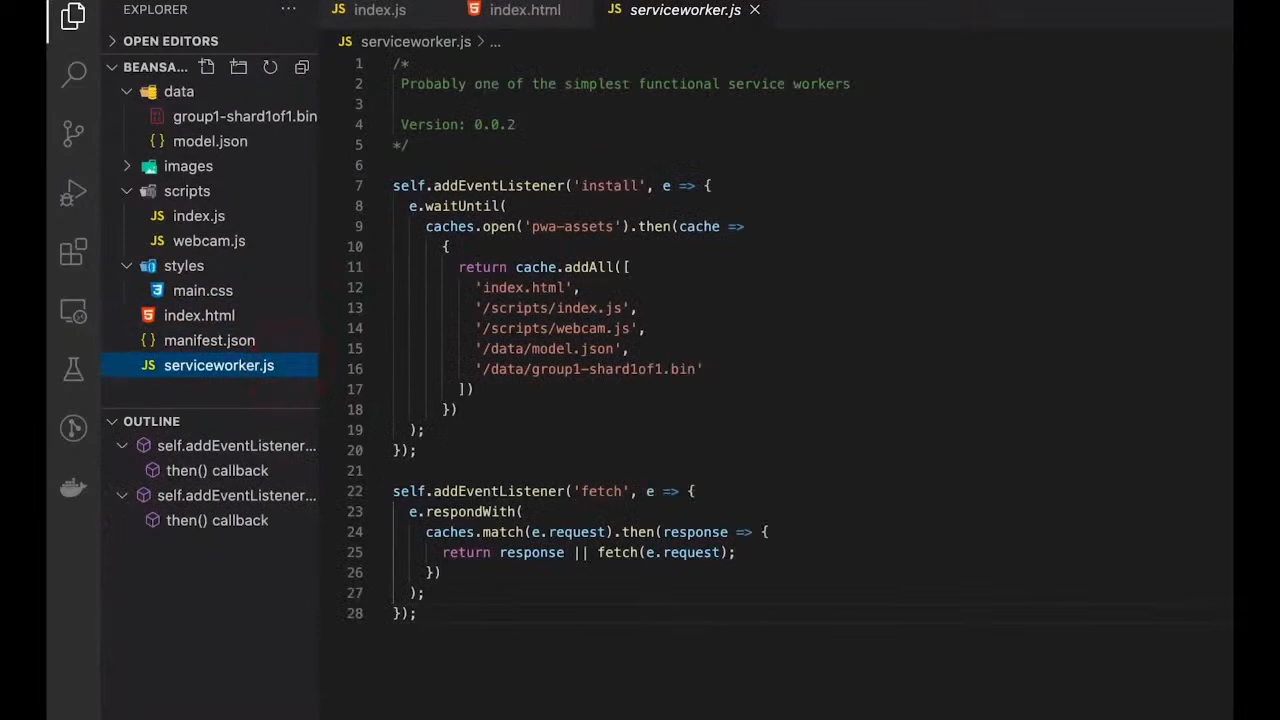 EXPLORER
OPEN EDITORS
BEANSA...
data
group1-shard1of1.bin
model.json
images
scripts
JS index.js
JS webcam.js
styles
main.css
index.html
manifest.json
JS serviceworker.js
OUTLINE
self.addEventListener...
then() callback
self.addEventListener...
then() callback
JS index.js index.html JS serviceworker.js
JS serviceworker.js > ...
1 /*
2 Probably one of the simplest functional service workers
3
4 Version: 0.0.2
5 */
6
7 self.addEventListener('install', e => {
8 e.waitUntil(
9 caches.open('pwa-assets').then(cache =>
10 {
11 return cache.addAll([
12 'index.html',
13 '/scripts/index.js',
14 '/scripts/webcam.js',
15 '/data/model.json',
16 '/data/group1-shard1of1.bin'
17 ])
18 })
19 );
20 });
21
22 self.addEventListener('fetch', e => {
23 e.respondWith(
24 caches.match(e.request).then(response => {
25 return response || fetch(e.request);
26 })
27 );
28 });